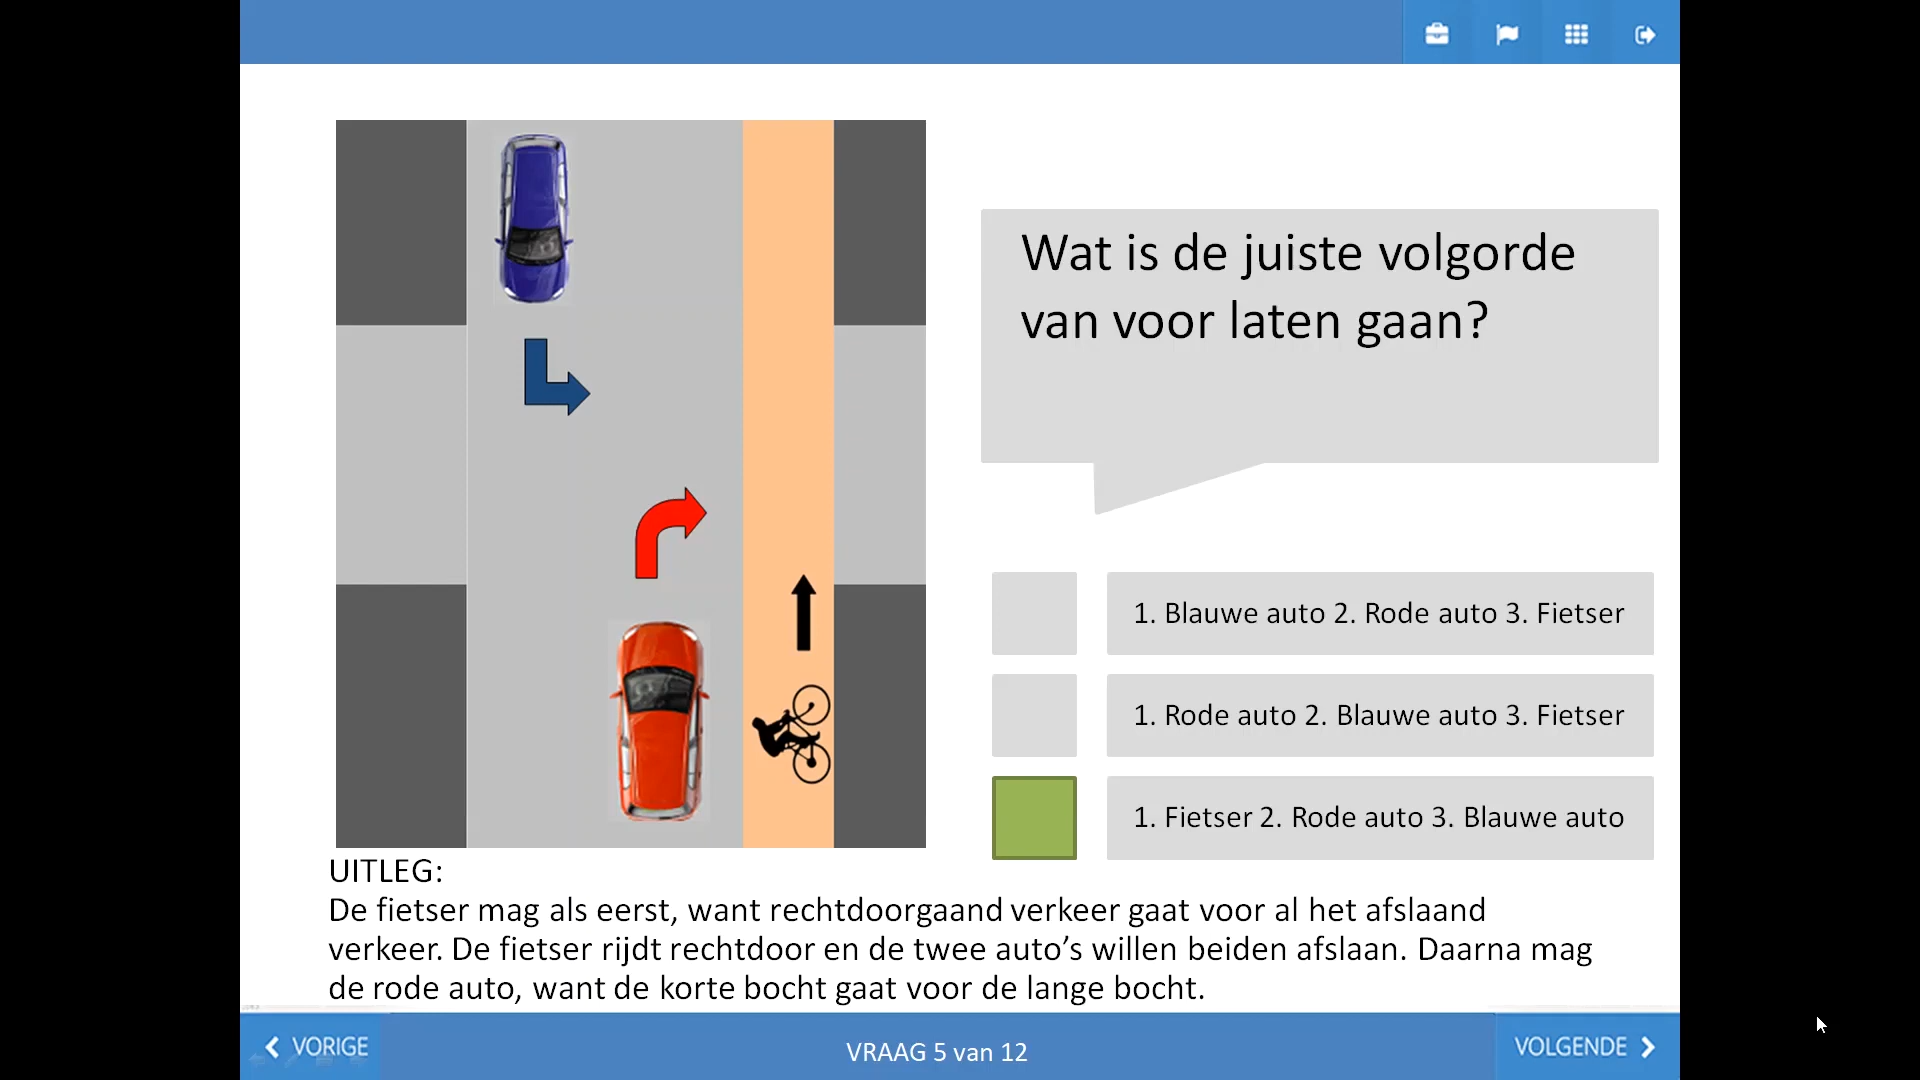 Wat is de juiste volgorde
van voor laten gaan?
1. Blauwe auto 2. Rode auto 3. Fietser
1. Rode auto 2. Blauwe auto 3. Fietser
1. Fietser 2. Rode auto 3. Blauwe auto
UITLEG:
De fietser mag als eerst, want rechtdoorgaand verkeer gaat voor al het afslaand
verkeer. De fietser rijdt rechtdoor en de twee auto’s willen beiden afslaan. Daarna mag
de rode auto, want de korte bocht gaat voor de lange bocht.
VORIGE
VRAAG 5 van 12
VOLGENDE